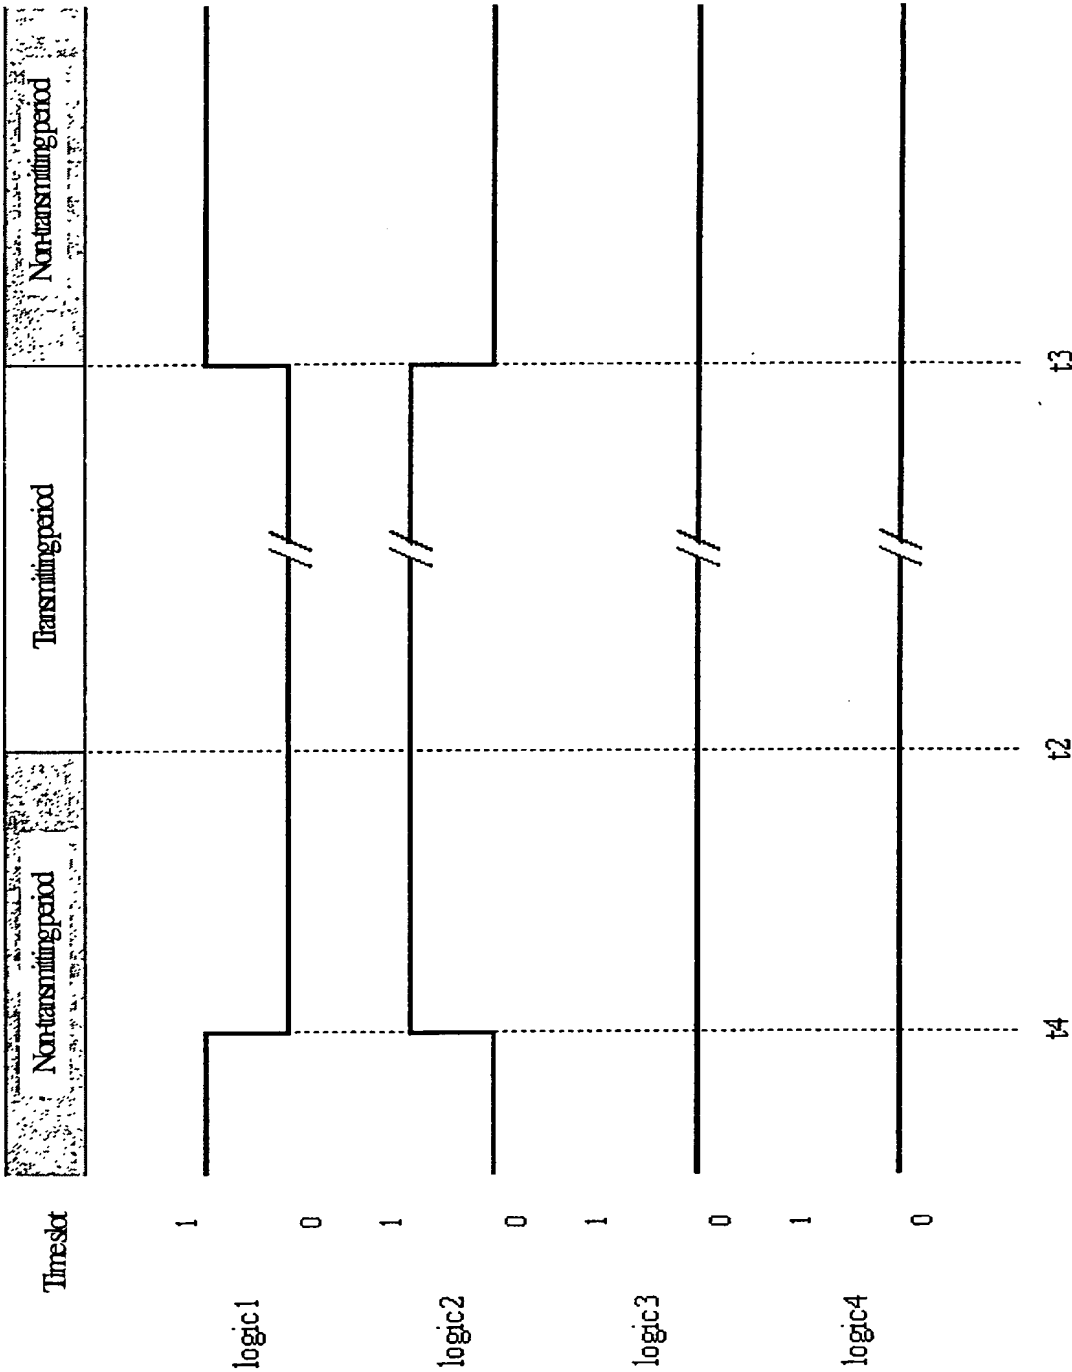 Timeslot
Non-transmitting period
Transmitting period
Non-transmitting period
logic1
1
0
logic2
1
0
logic3
1
0
logic4
1
0
t4
t2
t3